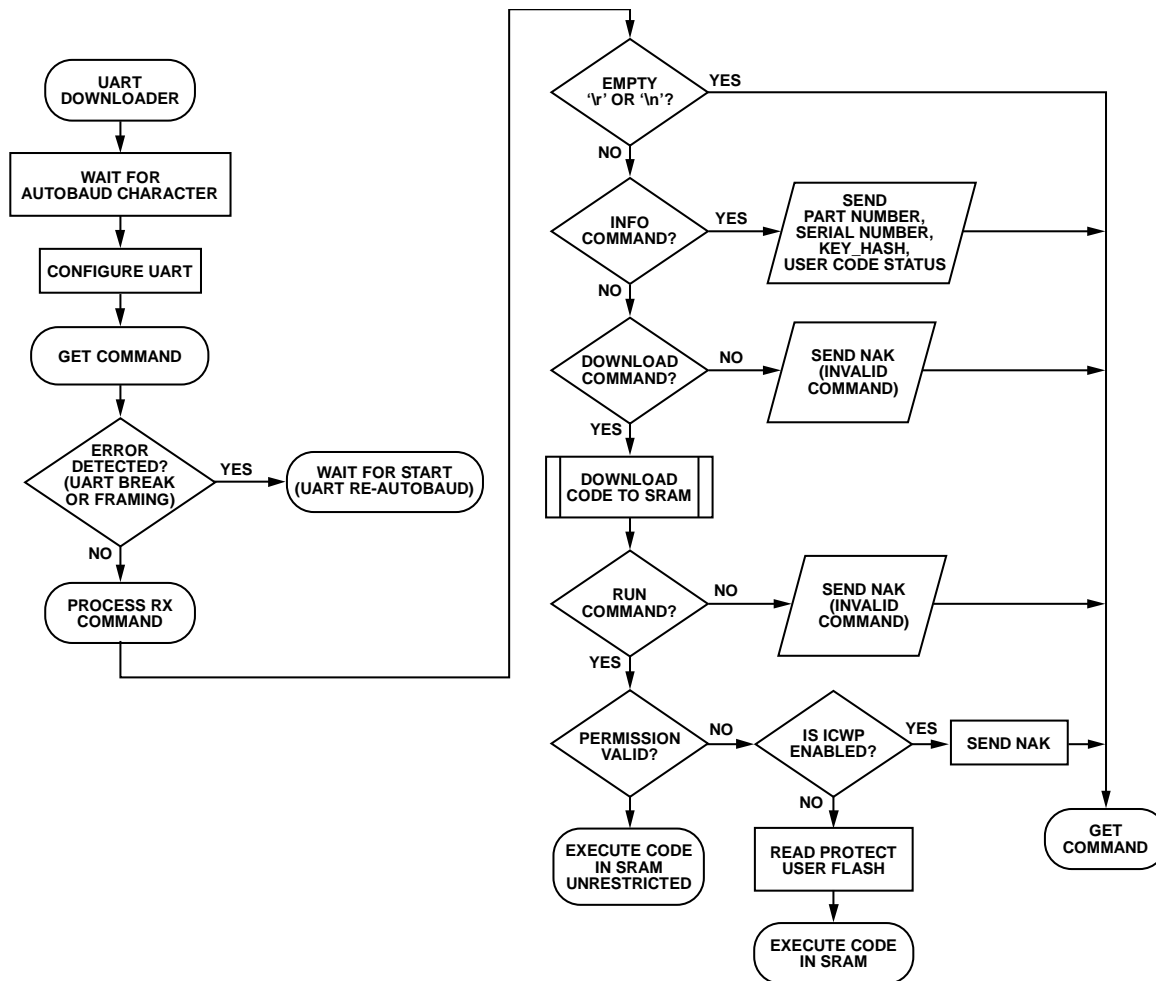 UART
DOWNLOADER
WAIT FOR
AUTOBAUD CHARACTER
CONFIGURE UART
GET COMMAND
ERROR
DETECTED?
(UART BREAK
OR FRAMING)
YES
WAIT FOR START
(UART RE-AUTOBAUD)
NO
PROCESS RX
COMMAND
EMPTY
‘\r’ OR ‘\n’?
YES
NO
INFO
COMMAND?
YES
SEND
PART NUMBER,
SERIAL NUMBER,
KEY_HASH,
USER CODE STATUS
NO
DOWNLOAD
COMMAND?
NO
SEND NAK
(INVALID
COMMAND)
YES
DOWNLOAD
CODE TO SRAM
RUN
COMMAND?
NO
SEND NAK
(INVALID
COMMAND)
YES
PERMISSION
VALID?
NO
IS ICWP
ENABLED?
YES
SEND NAK
NO
EXECUTE CODE
IN SRAM
UNRESTRICTED
READ PROTECT
USER FLASH
GET
COMMAND
EXECUTE CODE
IN SRAM